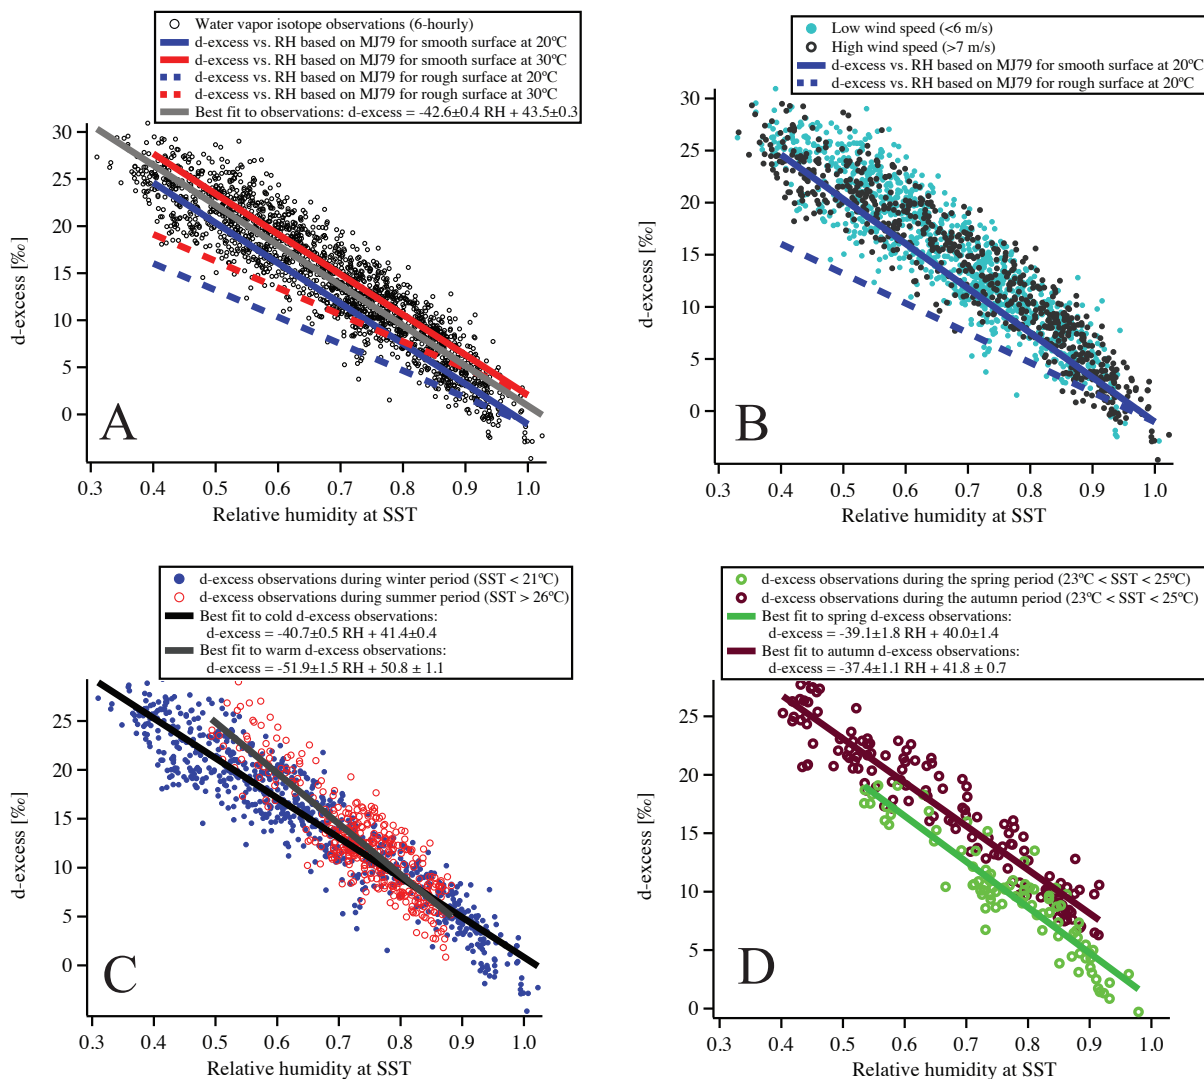 Water vapor isotope observations (6-hourly)
d-excess vs. RH based on MJ79 for smooth surface at 20ºC
d-excess vs. RH based on MJ79 for smooth surface at 30ºC
d-excess vs. RH based on MJ79 for rough surface at 20ºC
d-excess vs. RH based on MJ79 for rough surface at 30ºC
Best fit to observations: d-excess = -42.6±0.4 RH + 43.5±0.3
30
25
20
15
10
5
0
d-excess [‰]
A
0.3 0.4 0.5 0.6 0.7 0.8 0.9 1.0
Relative humidity at SST
Low wind speed (<6 m/s)
High wind speed (>7 m/s)
d-excess vs. RH based on MJ79 for smooth surface at 20ºC
d-excess vs. RH based on MJ79 for rough surface at 20ºC
30
25
20
15
10
5
0
d-excess [‰]
B
0.3 0.4 0.5 0.6 0.7 0.8 0.9 1.0
Relative humidity at SST
d-excess observations during winter period (SST < 21ºC)
d-excess observations during summer period (SST > 26ºC)
Best fit to cold d-excess observations:
d-excess = -40.7±0.5 RH + 41.4±0.4
Best fit to warm d-excess observations:
d-excess = -51.9±1.5 RH + 50.8 ± 1.1
25
20
15
10
5
0
d-excess [‰]
C
0.3 0.4 0.5 0.6 0.7 0.8 0.9 1.0
Relative humidity at SST
d-excess observations during the spring period (23ºC < SST < 25ºC)
d-excess observations during the autumn period (23ºC < SST < 25ºC)
Best fit to spring d-excess observations:
d-excess = -39.1±1.8 RH + 40.0±1.4
Best fit to autumn d-excess observations:
d-excess = -37.4±1.1 RH + 41.8 ± 0.7
25
20
15
10
5
0
d-excess [‰]
D
0.3 0.4 0.5 0.6 0.7 0.8 0.9 1.0
Relative humidity at SST